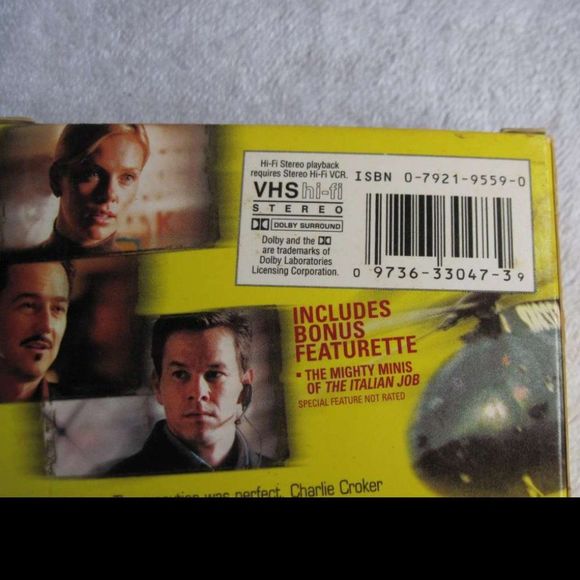 Hi-Fi Stereo playback
requires Stereo Hi-Fi VCR.
VHS hi-fi
STEREO
DOLBY SURROUND
Dolby and the
are trademarks of
Dolby Laboratories
Licensing Corporation.
ISBN 0-7921-9559-0
0 9736-33047-3 9
INCLUDES
BONUS
FEATURETTE
• THE MIGHTY MINIS
OF THE ITALIAN JOB
SPECIAL FEATURE NOT RATED
was perfect. Charlie Croker